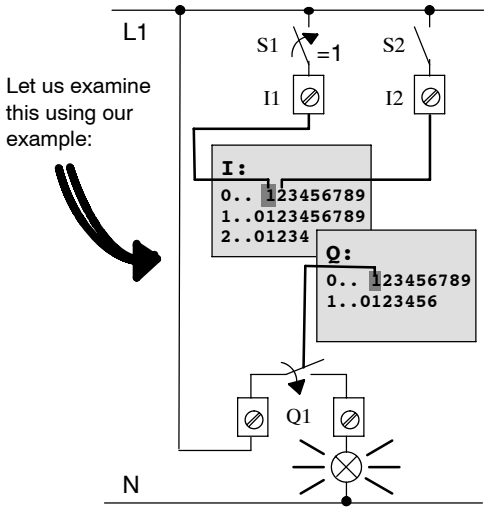 L1
S1
=1
S2
Let us examine
this using our
example:
I1
I2
I:
0.. 123456789
1..0123456789
2..01234
Q:
0.. 123456789
1..0123456
Q1
N